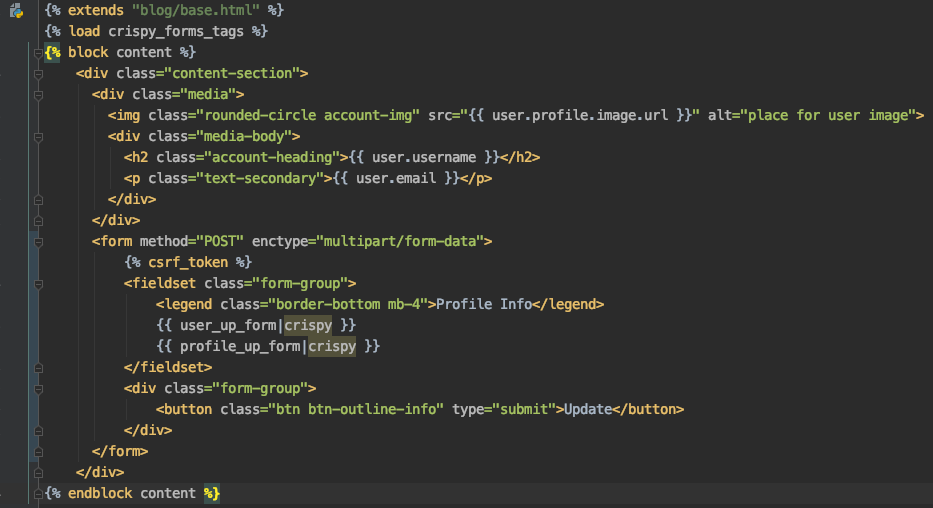 {% extends "blog/base.html" %}
{% load crispy_forms_tags %}
{% block content %}
    <div class="content-section">
      <div class="media">
        <img class="rounded-circle account-img" src="{{ user.profile.image.url }}" alt="place for user image">
        <div class="media-body">
          <h2 class="account-heading">{{ user.username }}</h2>
          <p class="text-secondary">{{ user.email }}</p>
        </div>
      </div>
      <form method="POST" enctype="multipart/form-data">
          {% csrf_token %}
          <fieldset class="form-group">
              <legend class="border-bottom mb-4">Profile Info</legend>
              {{ user_up_form|crispy }}
              {{ profile_up_form|crispy }}
          </fieldset>
          <div class="form-group">
              <button class="btn btn-outline-info" type="submit">Update</button>
          </div>
      </form>
    </div>
{% endblock content %}